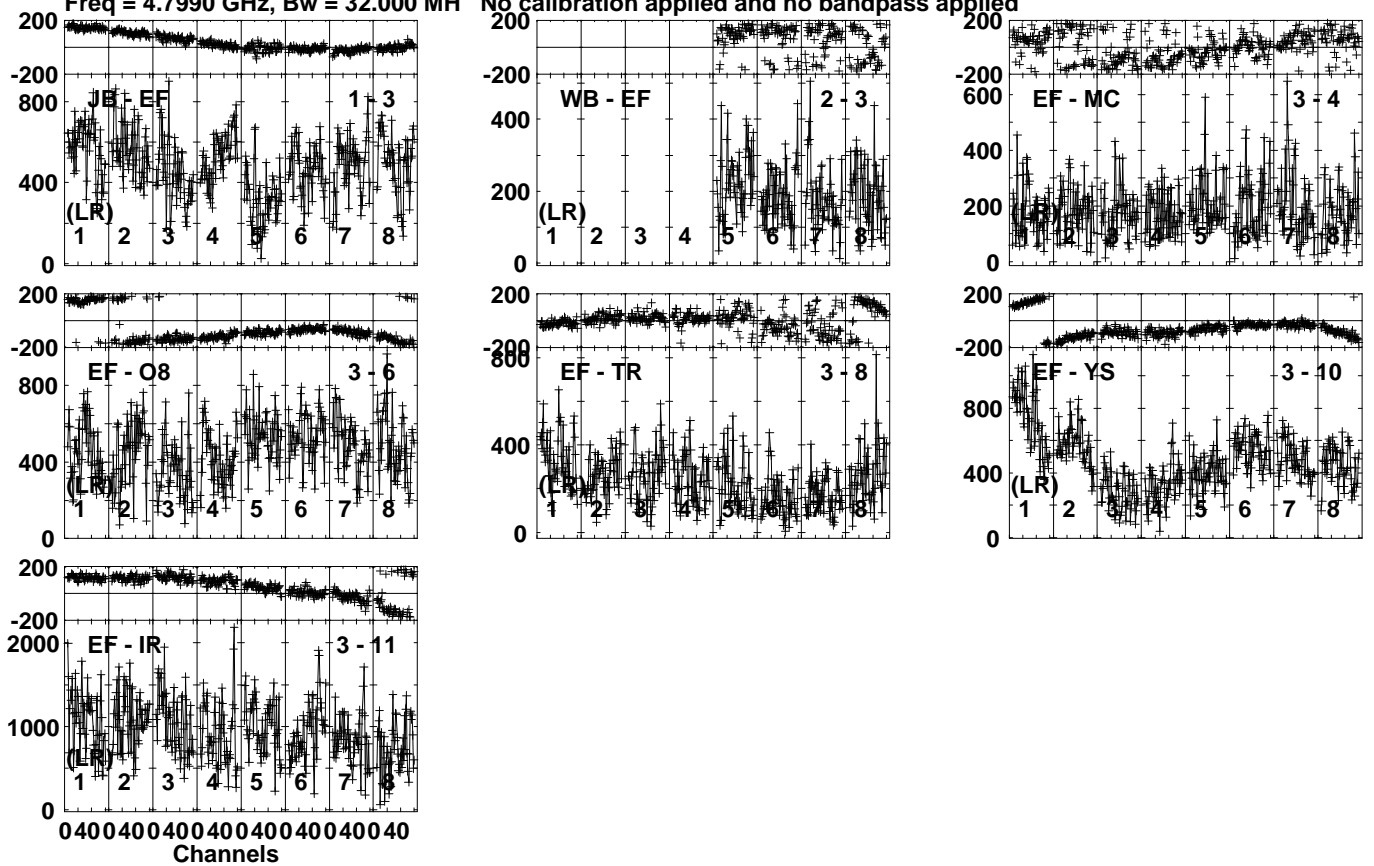 Freq = 4.7990 GHz, Bw = 32.000 MH No calibration applied and no bandpass applied
200
-200
JB - EF 1 - 3
800
400
0
(LR)
1 2 3 4 5 6 7 8
200
-200
WB - EF 2 - 3
400
200
0
(LR)
1 2 3 4 5 6 7 8
200
-200
EF - MC 3 - 4
600
400
200
0
(LR)
1 2 3 4 5 6 7 8
200
-200
EF - O8 3 - 6
800
400
0
(LR)
1 2 3 4 5 6 7 8
200
-200
800
EF - TR 3 - 8
400
0
(LR)
1 2 3 4 5 6 7 8
200
-200
EF - YS 3 - 10
800
400
0
(LR)
1 2 3 4 5 6 7 8
200
-200
EF - IR 3 - 11
2000
1000
0
(LR)
1 2 3 4 5 6 7 8
0 40 0 40 0 40 0 40 0 40 0 40 0 40 0 40
Channels